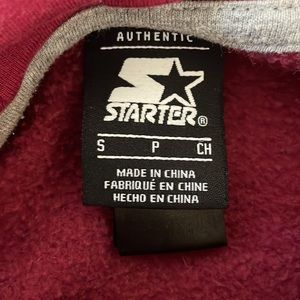 AUTHENTIC
STARTER®
S P CH
MADE IN CHINA
FABRIQUÉ EN CHINE
HECHO EN CHINA